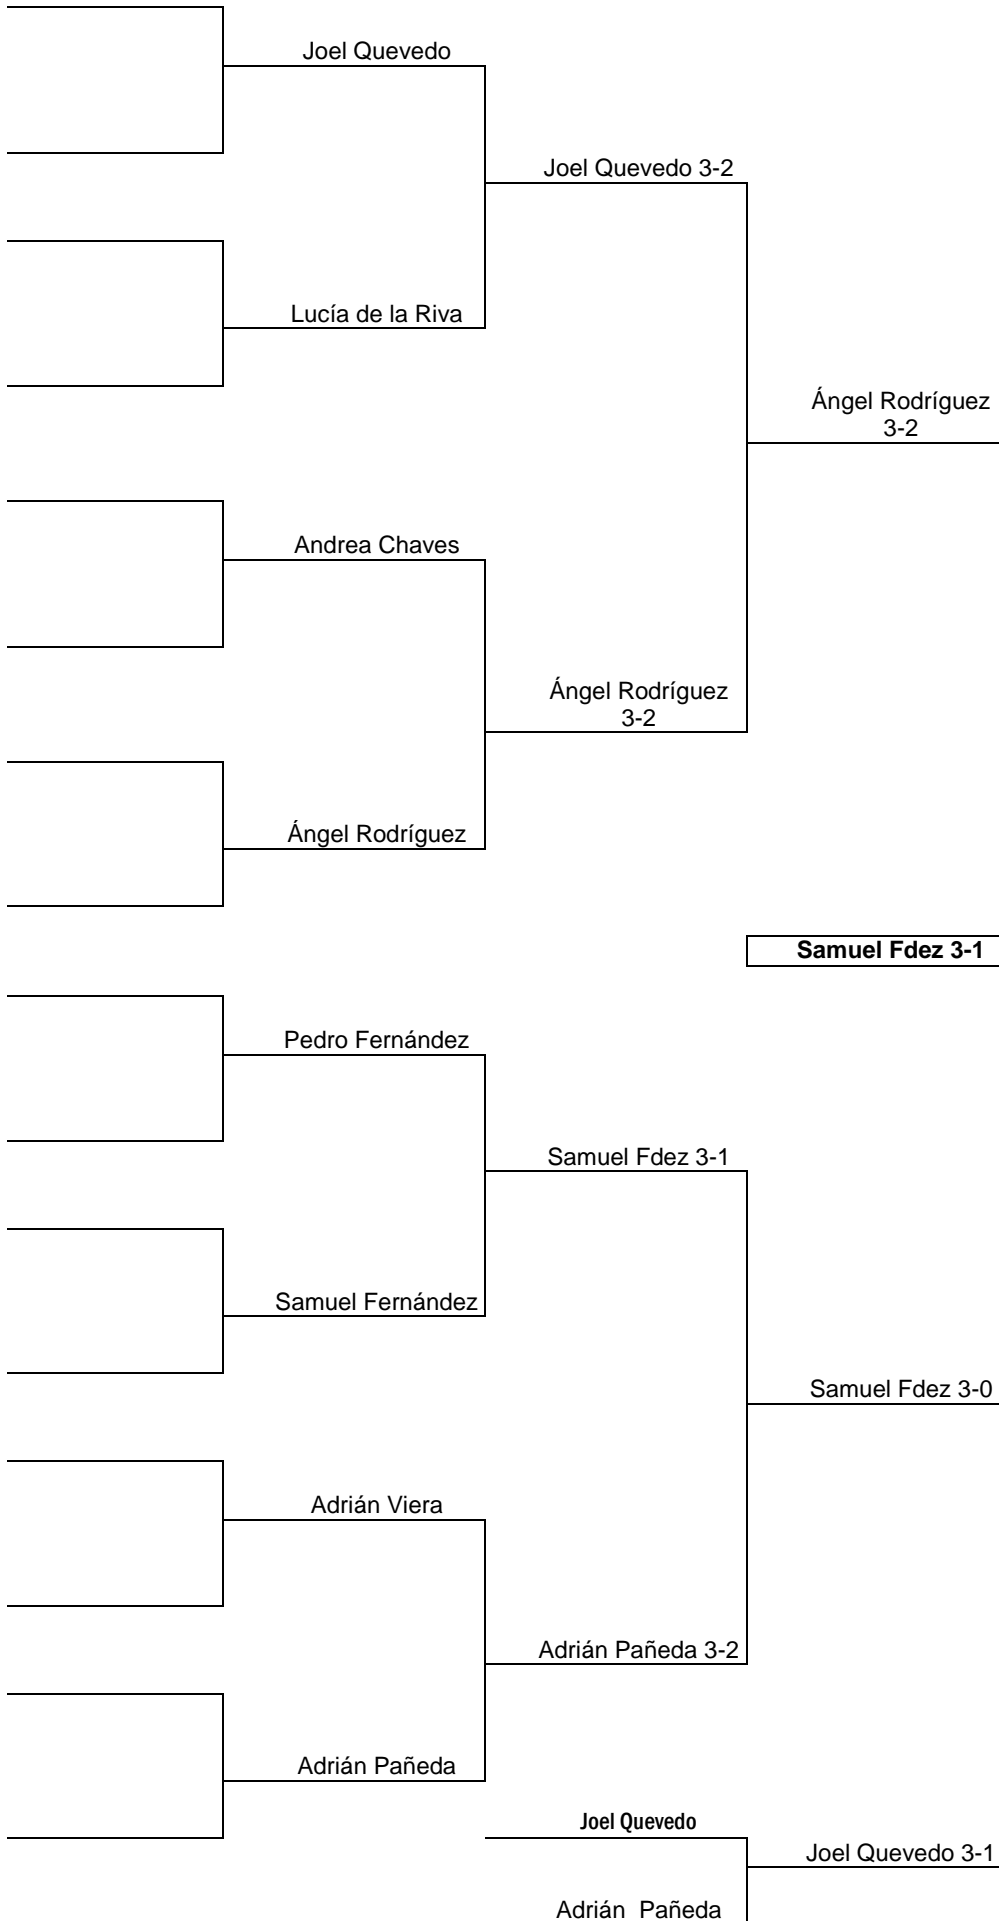 Joel Quevedo
Joel Quevedo 3-2
Lucía de la Riva
Ángel Rodríguez
3-2
Andrea Chaves
Ángel Rodríguez
3-2
Ángel Rodríguez
Samuel Fdez 3-1
Pedro Fernández
Samuel Fdez 3-1
Samuel Fernández
Samuel Fdez 3-0
Adrián Viera
Adrián Pañeda 3-2
Adrián Pañeda
Joel Quevedo
Joel Quevedo 3-1
Adrián Pañeda